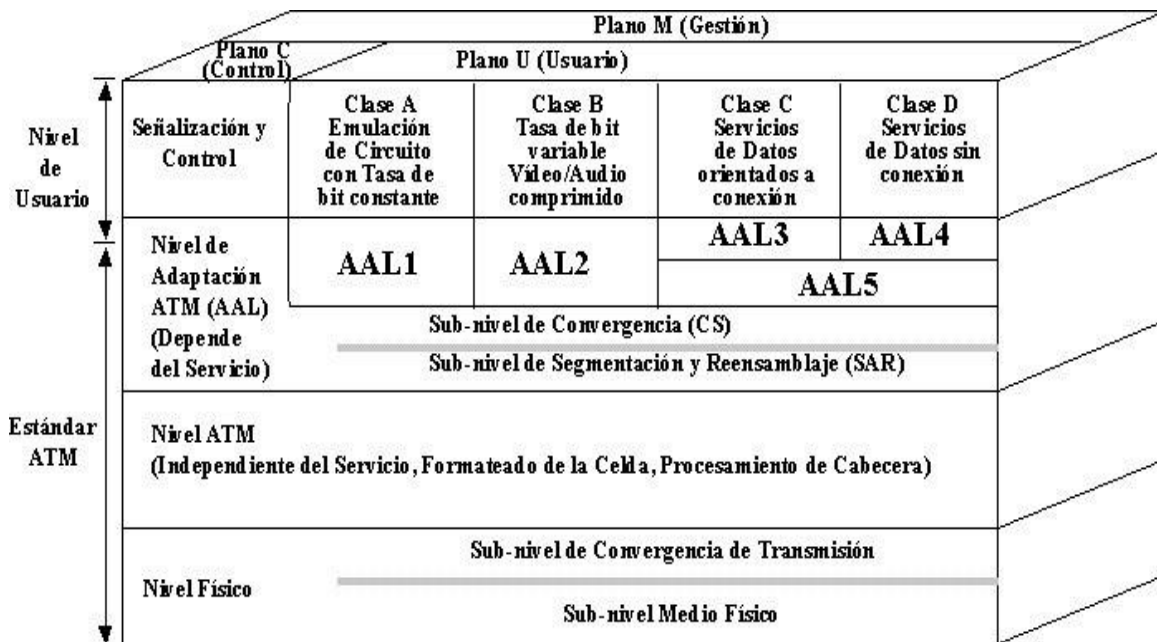 Plano M (Gestión)
Plano C
(Control)
Plano U (Usuario)
Nivel
de
Usuario
Señalización y
Control
Clase A
Emulación
de Circuito
con Tasa de
bit constante
Clase B
Tasa de bit
variable
Vídeo/Audio
comprimido
Clase C
Servicios
de Datos
orientados a
conexión
Clase D
Servicios
de Datos sin
conexión
Nivel de
Adaptación
ATM (AAL)
(Depende
del Servicio)
AAL1
AAL2
AAL3
AAL4
AAL5
Sub-nivel de Convergencia (CS)
Sub-nivel de Segmentación y Reensamblaje (SAR)
Estándar
ATM
Nivel ATM
(Independiente del Servicio, Formateado de la Celda, Procesamiento de Cabecera)
Nivel Físico
Sub-nivel de Convergencia de Transmisión
Sub-nivel Medio Físico